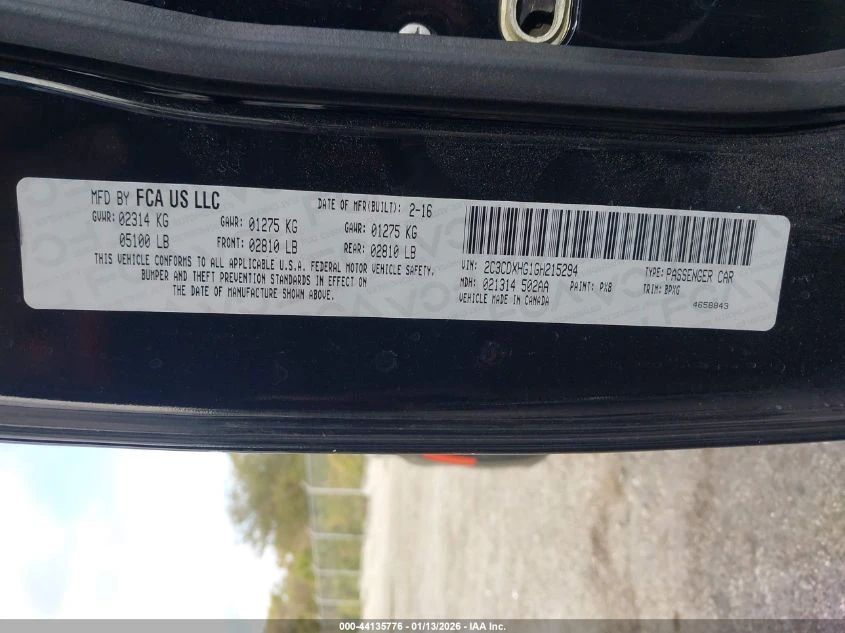 MFD BY FCA US LLC
DATE OF MFR(BUILT): 2-16
GVWR: 02314 KG
GAWR: 01275 KG
GAWR: 01275 KG
05100 LB
FRONT: 02810 LB
REAR: 02810 LB
THIS VEHICLE CONFORMS TO ALL APPLICABLE U.S.A. FEDERAL MOTOR VEHICLE SAFETY,
BUMPER AND THEFT PREVENTION STANDARDS IN EFFECT ON
THE DATE OF MANUFACTURE SHOWN ABOVE.
VIN: 2C3CDXHG1GH215294
TYPE: PASSENGER CAR
MDH: 021314 502AA
PAINT: PX8
TRIM: BPXG
VEHICLE MADE IN CANADA
4658843
000-44135776 - 01/13/2026 - IAA Inc.